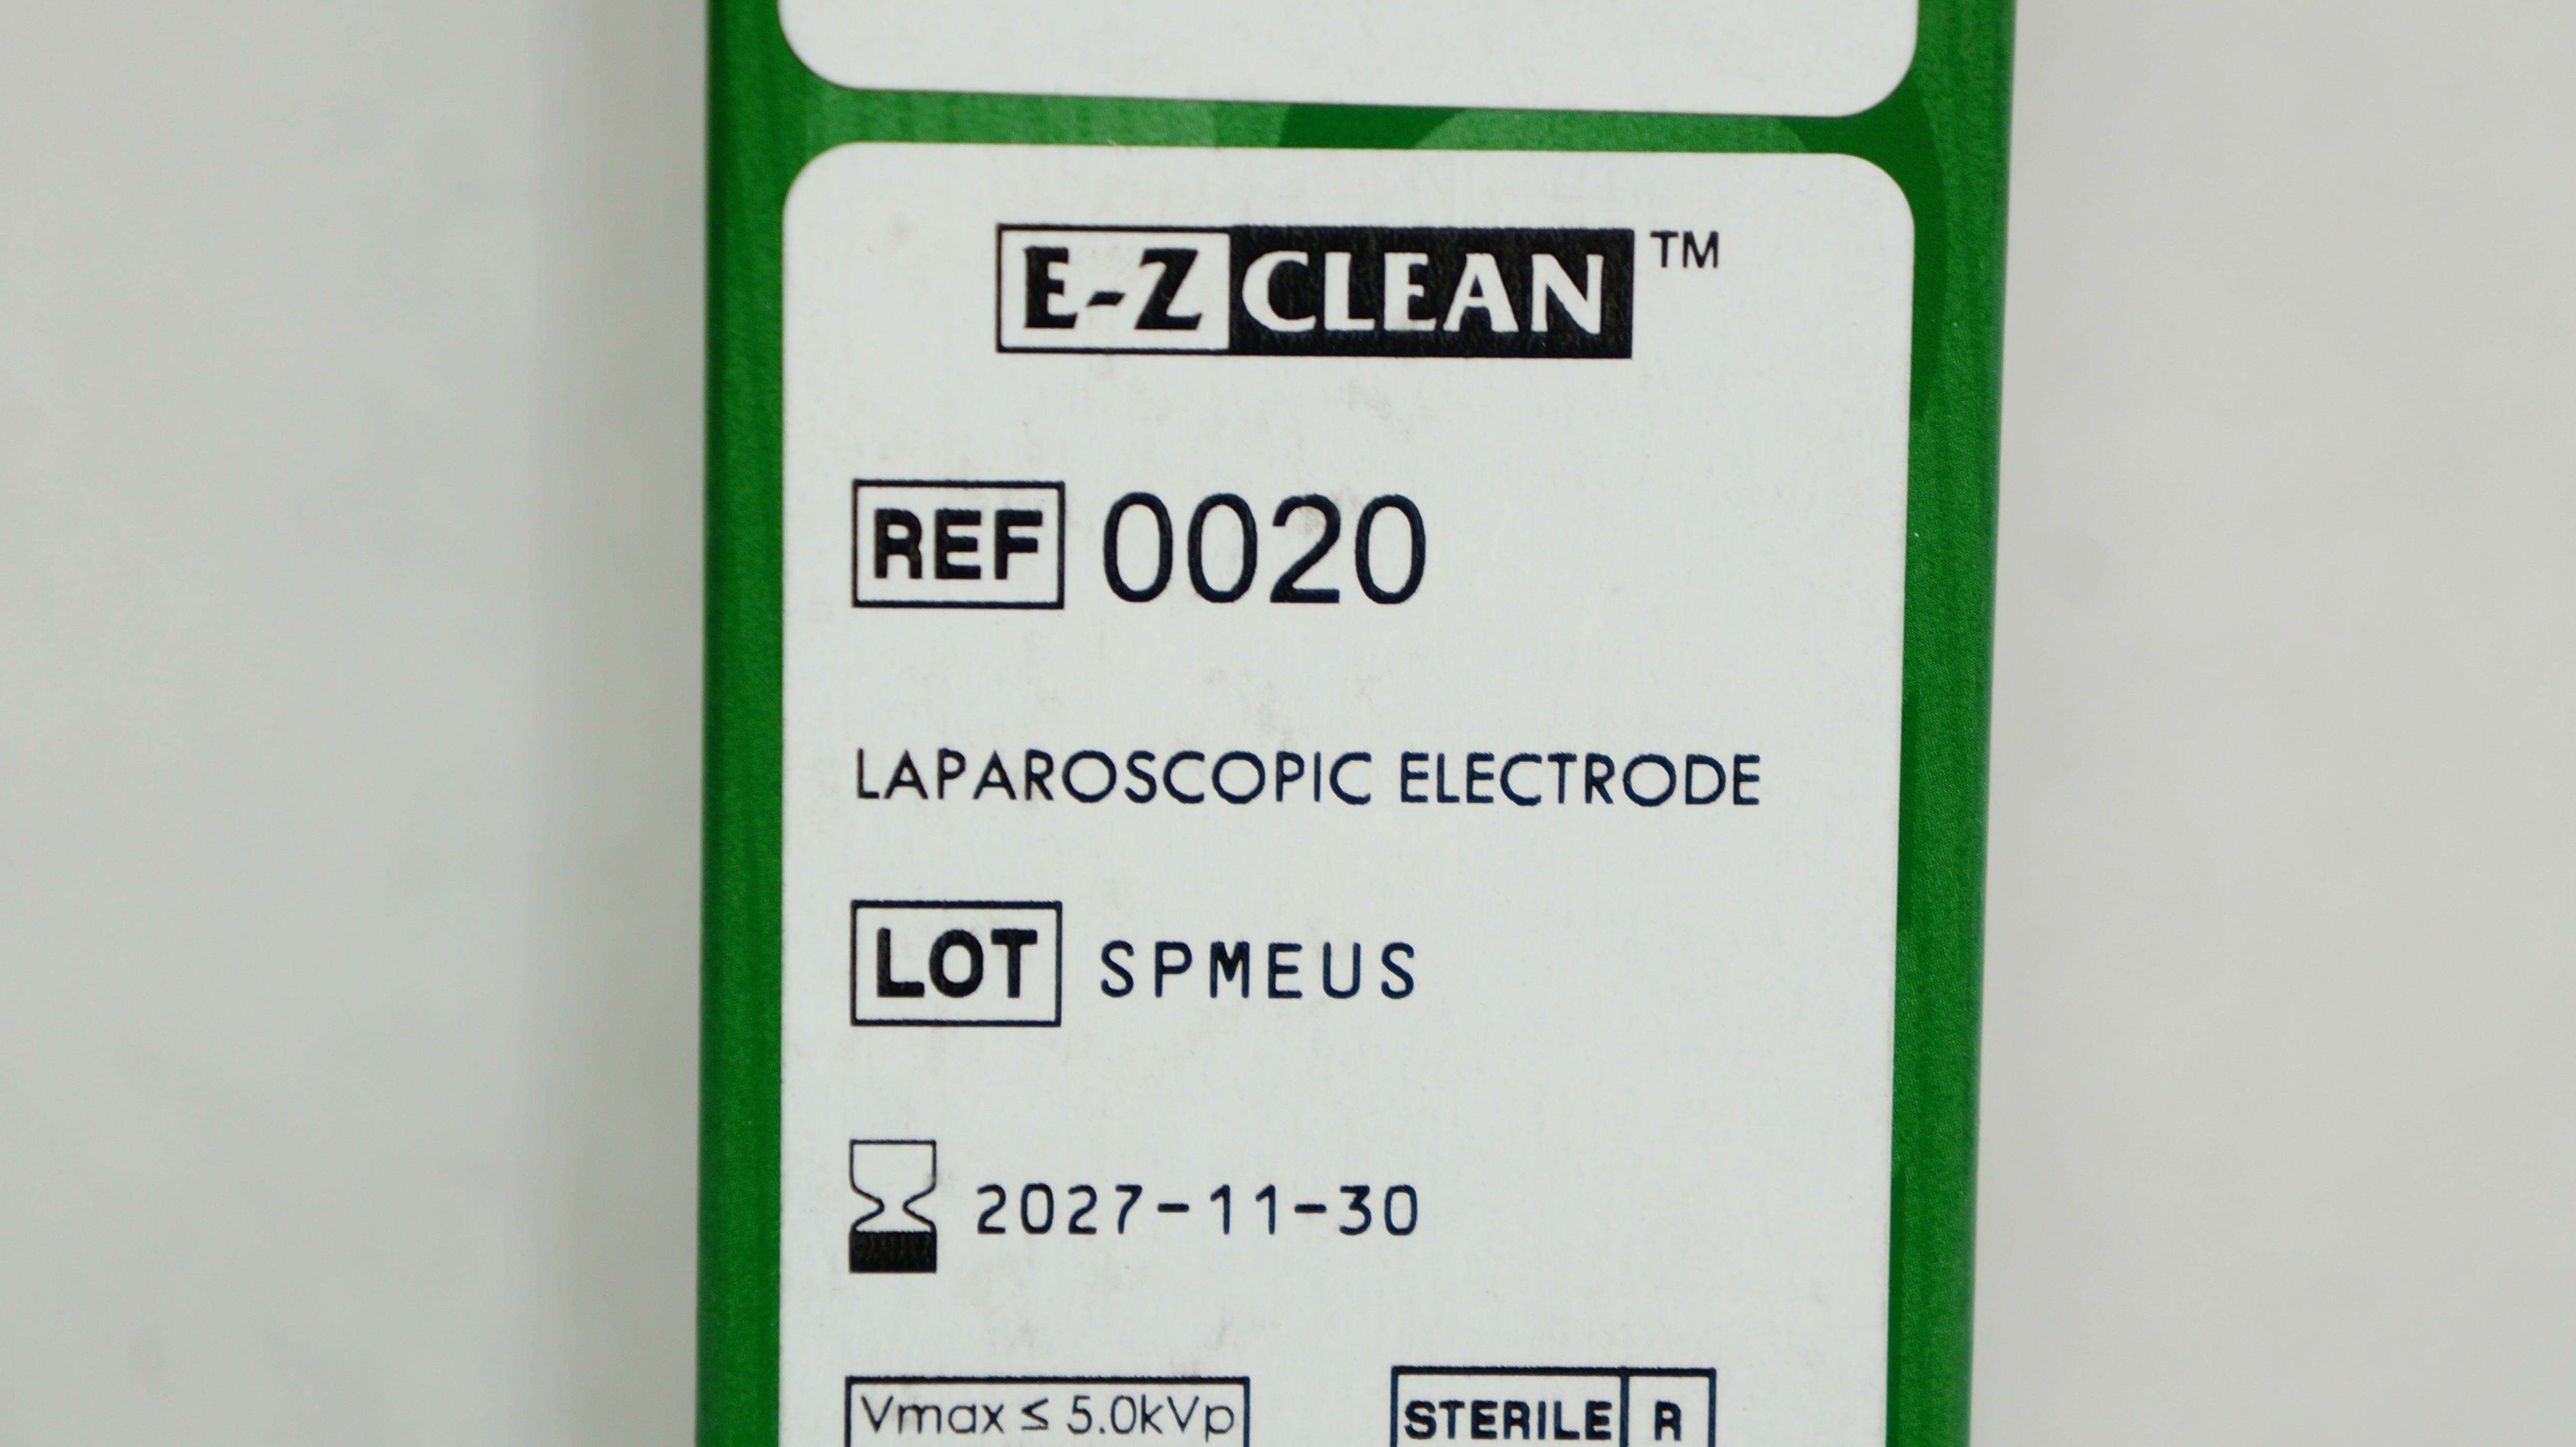 E-Z CLEAN™
REF 0020
LAPAROSCOPIC ELECTRODE
LOT SPMEUS
2027-11-30
Vmax ≤ 5.0kVp STERILE R